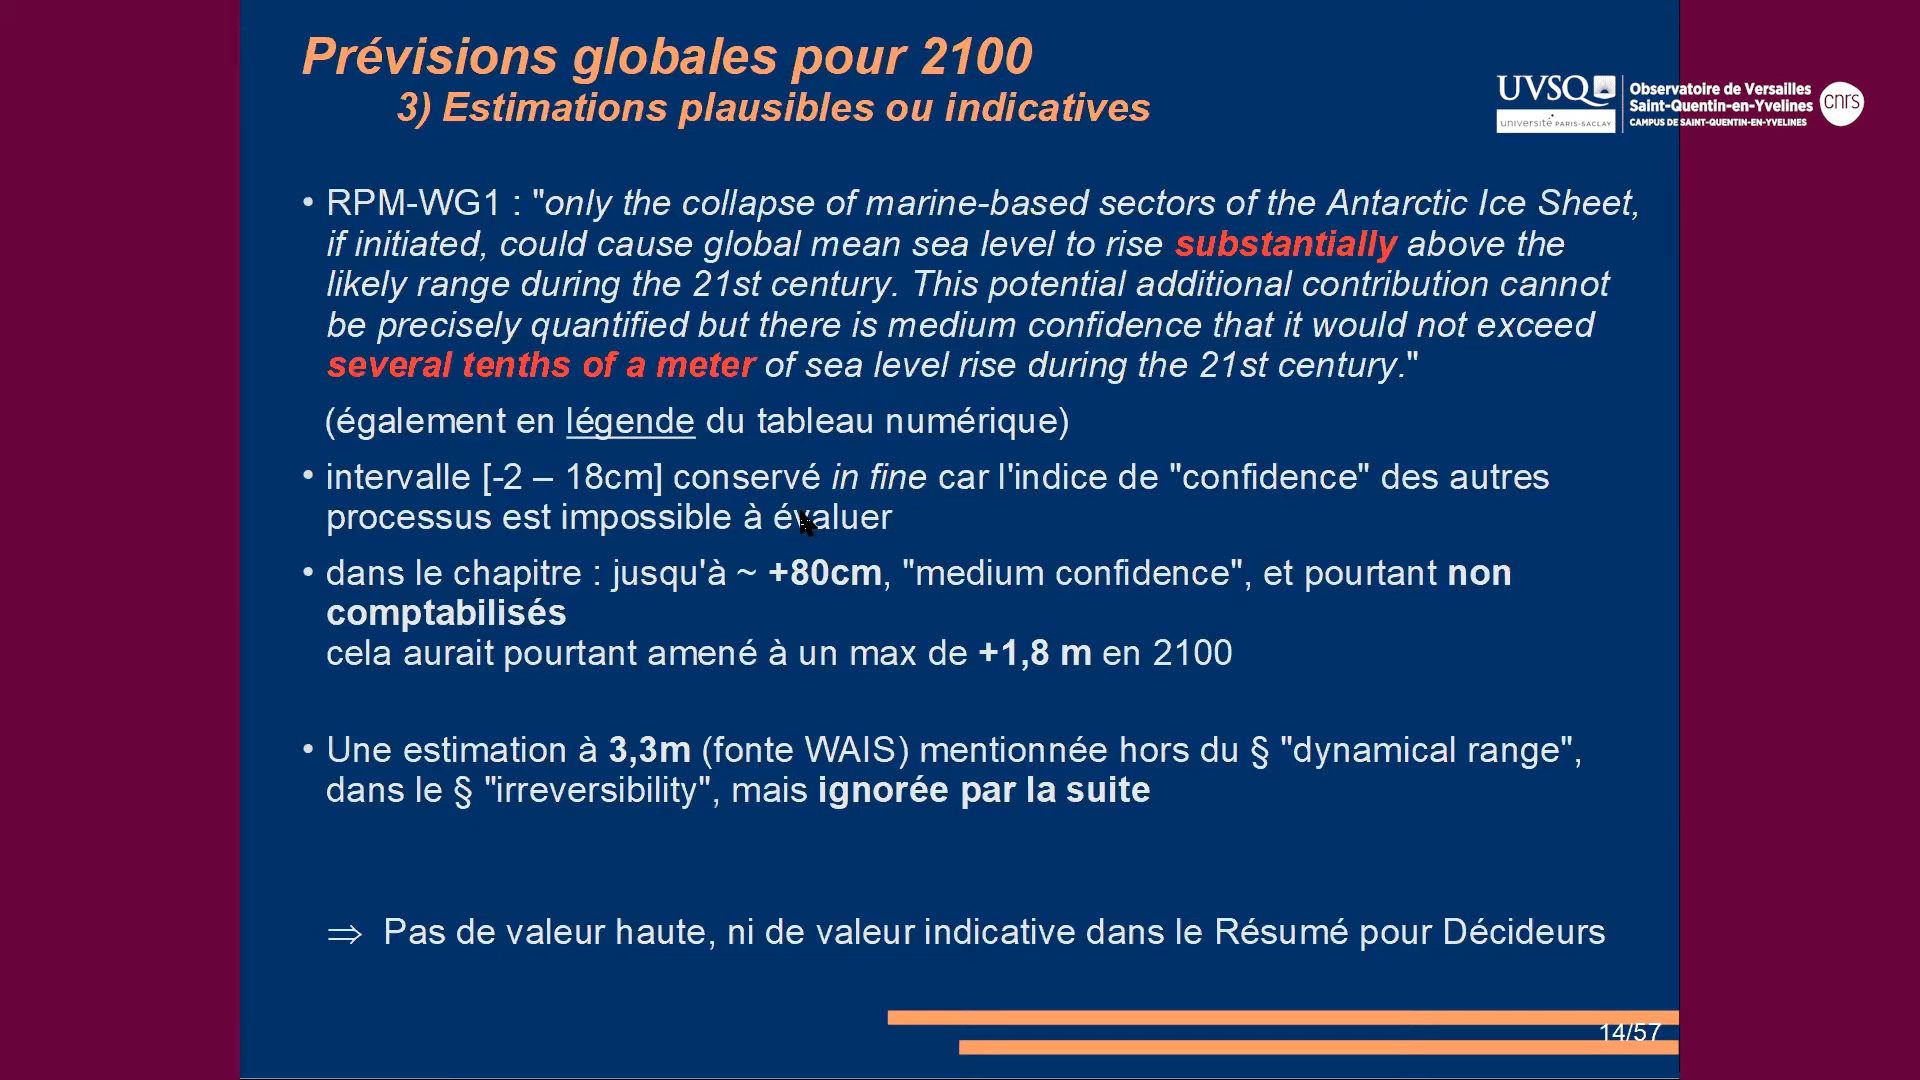 Prévisions globales pour 2100
3) Estimations plausibles ou indicatives
UVSQ
université PARIS-SACLAY
Observatoire de Versailles
Saint-Quentin-en-Yvelines
CAMPUS DE SAINT-QUENTIN-EN-YVELINES
cnrs
• RPM-WG1 : "only the collapse of marine-based sectors of the Antarctic Ice Sheet,
if initiated, could cause global mean sea level to rise substantially above the
likely range during the 21st century. This potential additional contribution cannot
be precisely quantified but there is medium confidence that it would not exceed
several tenths of a meter of sea level rise during the 21st century."
(également en légende du tableau numérique)
• intervalle [-2 – 18cm] conservé in fine car l'indice de "confidence" des autres
processus est impossible à évaluer
• dans le chapitre : jusqu'à ~ +80cm, "medium confidence", et pourtant non
comptabilisés
cela aurait pourtant amené à un max de +1,8 m en 2100
• Une estimation à 3,3m (fonte WAIS) mentionnée hors du § "dynamical range",
dans le § "irreversibility", mais ignorée par la suite
⇒ Pas de valeur haute, ni de valeur indicative dans le Résumé pour Décideurs
14/57